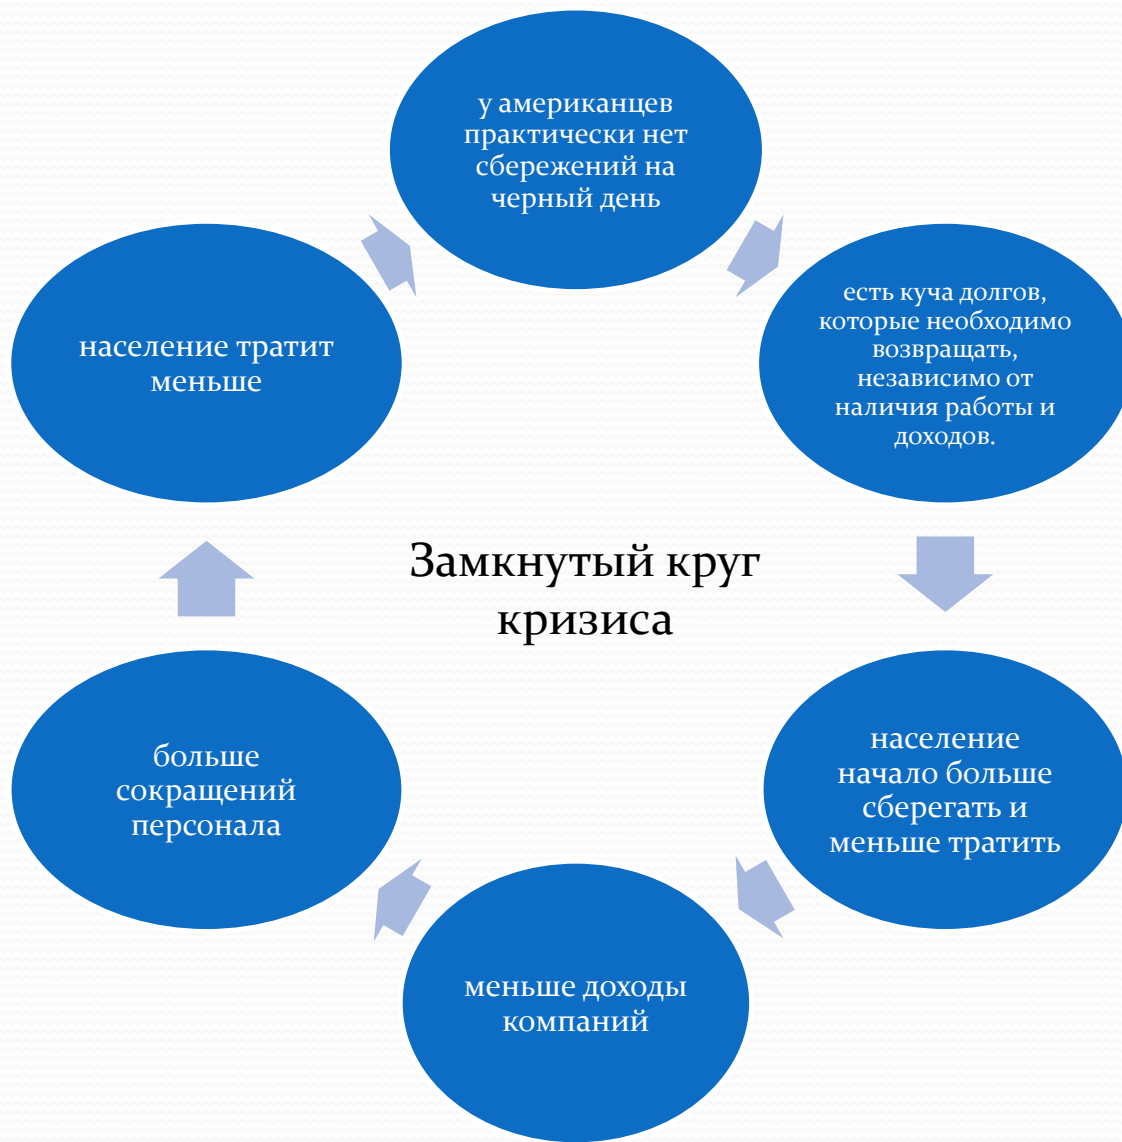 у американцев
практически нет
сбережений на
черный день
есть куча долгов,
которые необходимо
возвращать,
независимо от
наличия работы и
доходов.
население
начало больше
сберегать и
меньше тратить
меньше доходы
компаний
больше
сокращений
персонала
население тратит
меньше
Замкнутый круг
кризиса